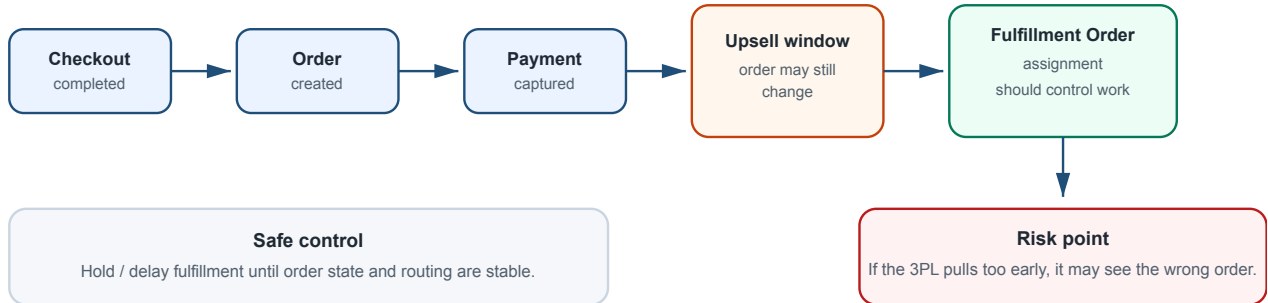 Checkout
completed
Order
created
Payment
captured
Upsell window
order may still
change
Fulfillment Order
assignment
should control work
Safe control
Hold / delay fulfillment until order state and routing are stable.
Risk point
If the 3PL pulls too early, it may see the wrong order.